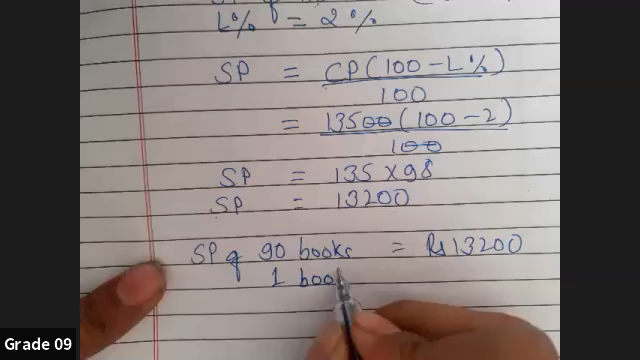 L% = 2%
SP = CP(100-L%)
100
= 13500(100-2)
100
SP = 135 x 98
SP = 13200
SP of 90 books = Rs 13200
1 boo
Grade 09